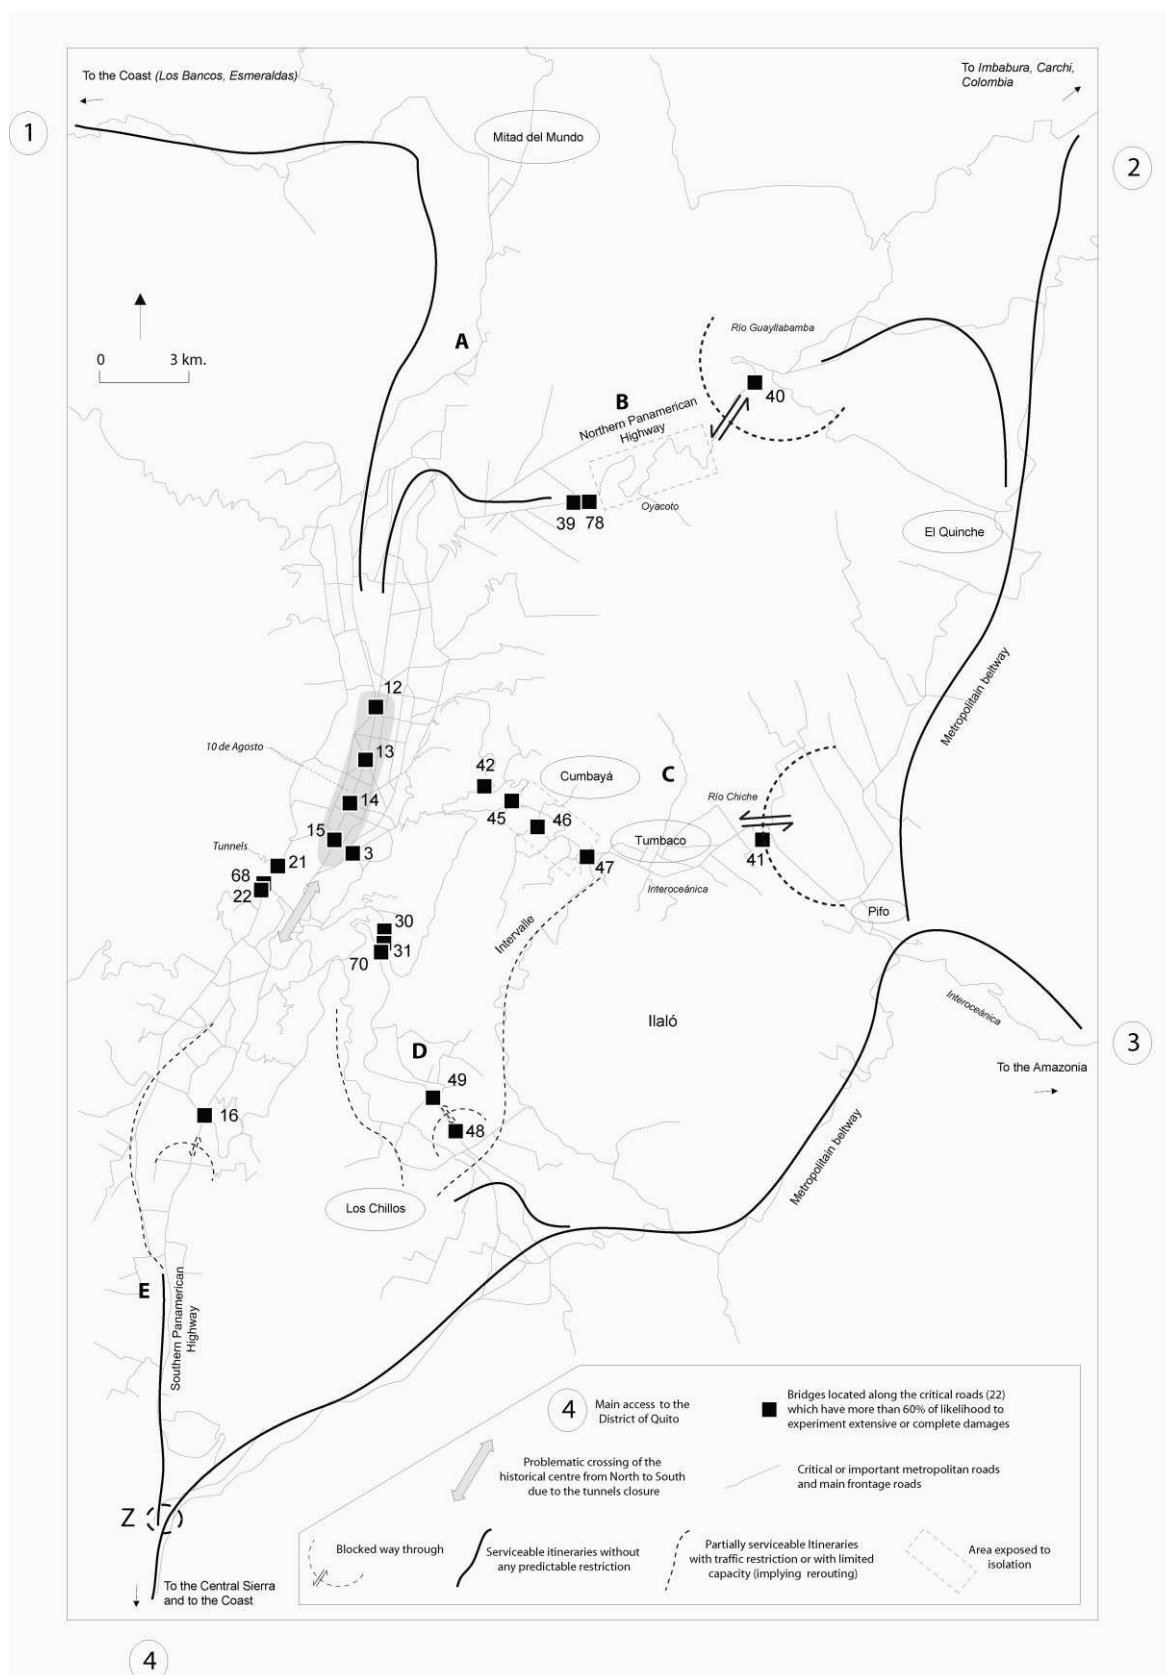 To the Coast (Los Bancos, Esmeraldas)
To Imbabura, Carchi,
Colombia
1
Mitad del Mundo
2
A
Río Guayllabamba
0 3 km.
40
B
Northern Panamerican
Highway
39 78
Oyacoto
El Quinche
Metropolitain beltway
12
10 de Agosto
13
42
Cumbayá
C
14
45
46
Río Chiche
15
Tunnels
3
Tumbaco
41
21
47
68
22
Interoceánica
Pifo
30
31
70
Intervalle
Ilaló
Interoceánica
3
D
To the Amazonia
49
16
48
Metropolitain beltway
Los Chillos
E
Southern Panamerican
Highway
4
Main access to the
District of Quito
Bridges located along the critical roads (22)
which have more than 60% of likelihood to
experiment extensive or complete damages
Problematic crossing of the
historical centre from North to South
due to the tunnels closure
Critical or important metropolitan roads
and main frontage roads
Z
Blocked way through
Serviceable itineraries without
any predictable restriction
Partially serviceable Itineraries
with traffic restriction or with limited
capacity (implying rerouting)
Area exposed to
isolation
To the Central Sierra
and to the Coast
4